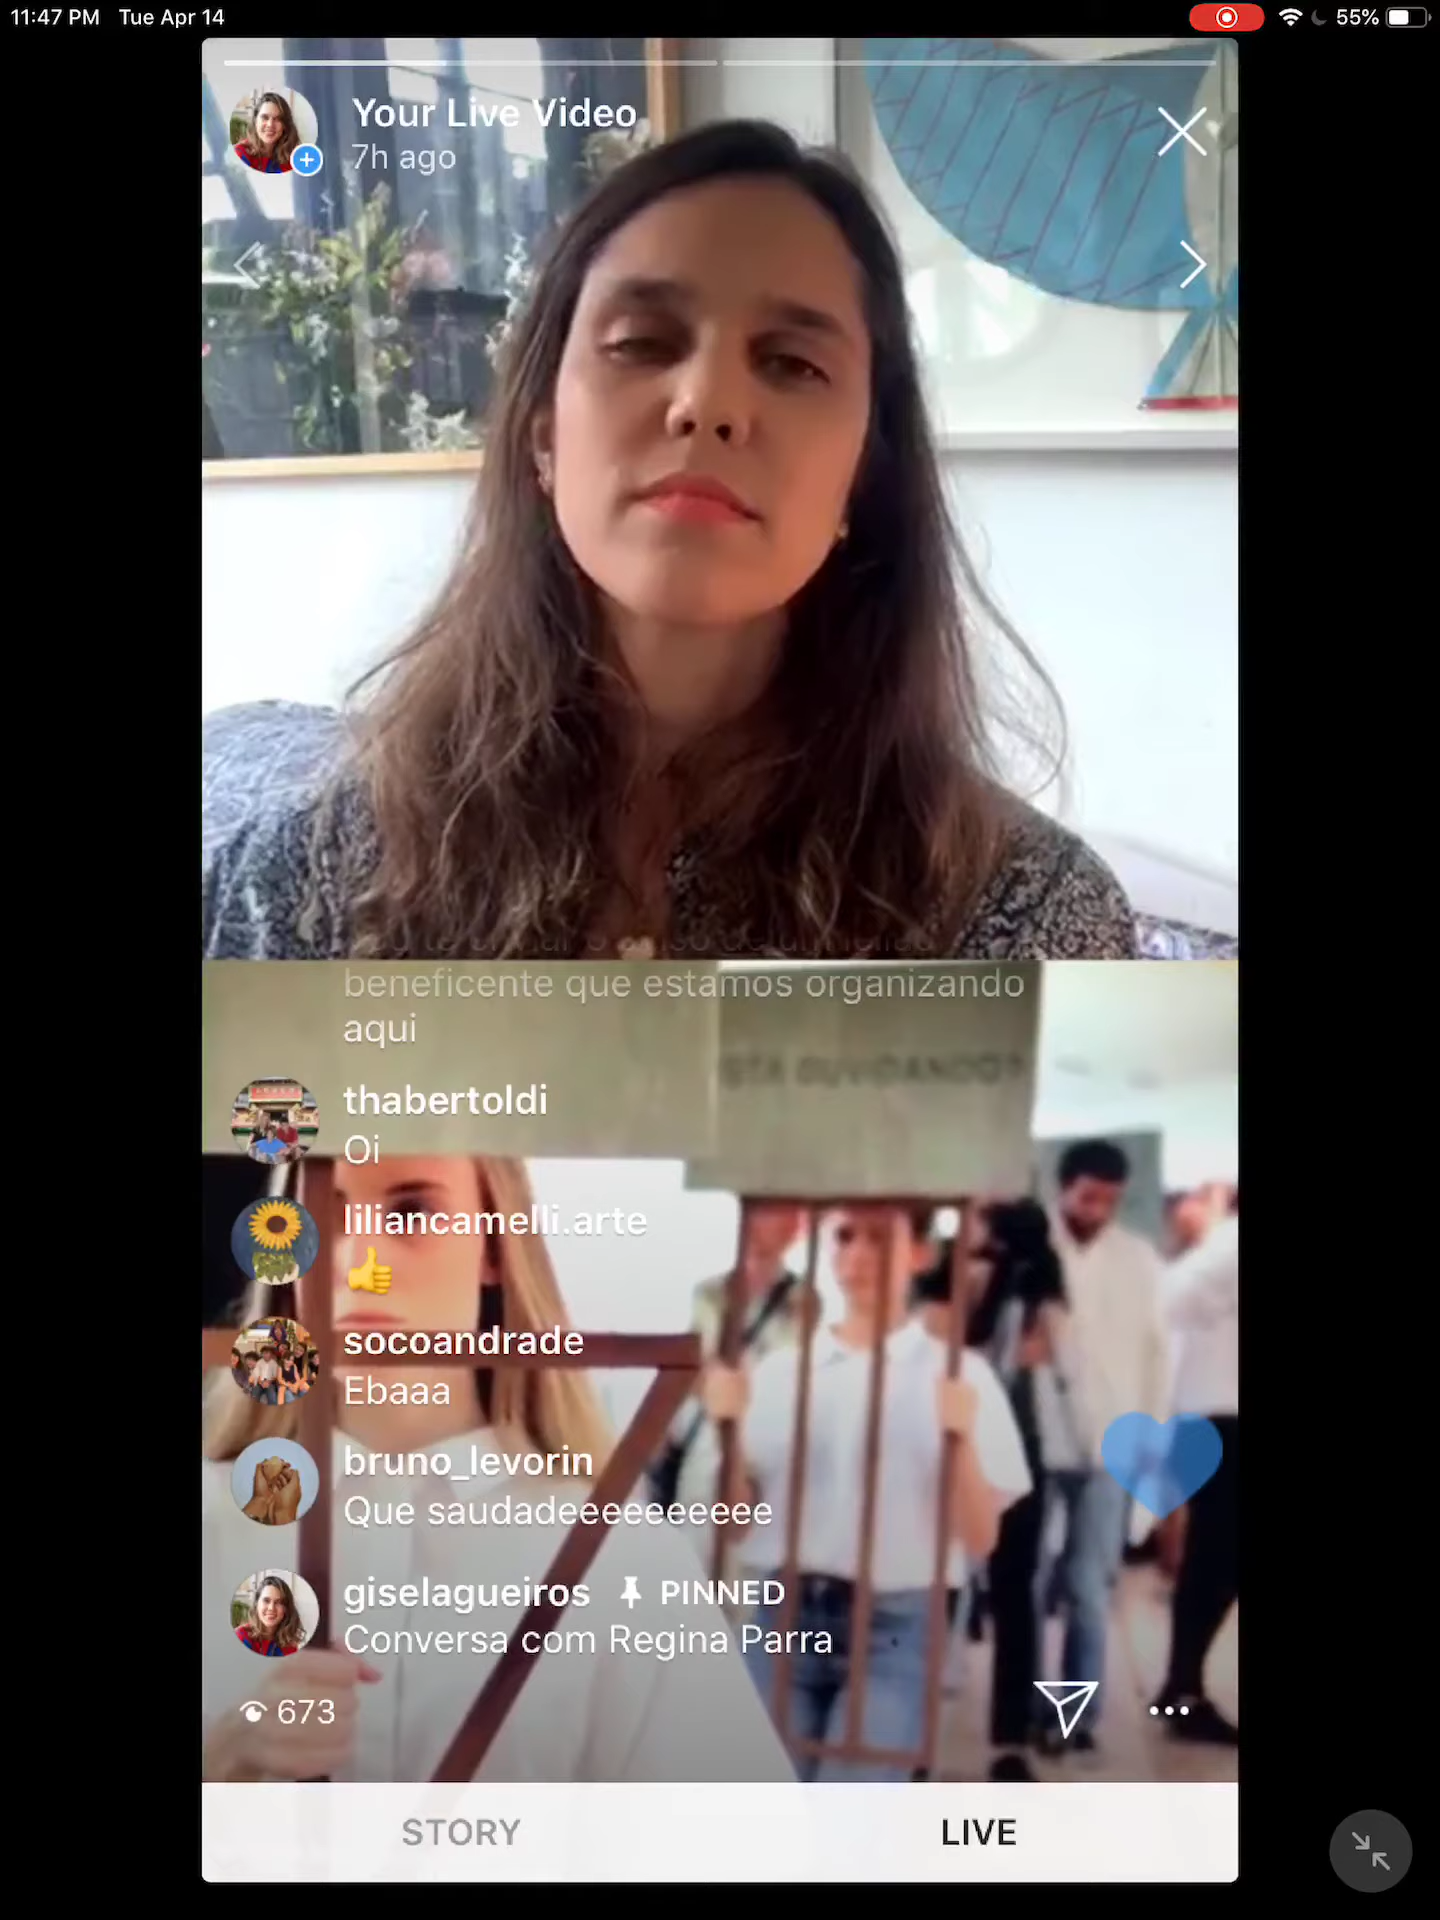 11:47 PM Tue Apr 14
55%
Your Live Video
7h ago
beneficente que estamos organizando
aqui
DUVIDANDO?
thabertoldi
Oi
liliancamelli.arte
👍
socoandrade
Ebaaa
bruno_levorin
Que saudadeeeeeeeeee
giselagueiros PINNED
Conversa com Regina Parra
673
STORY LIVE